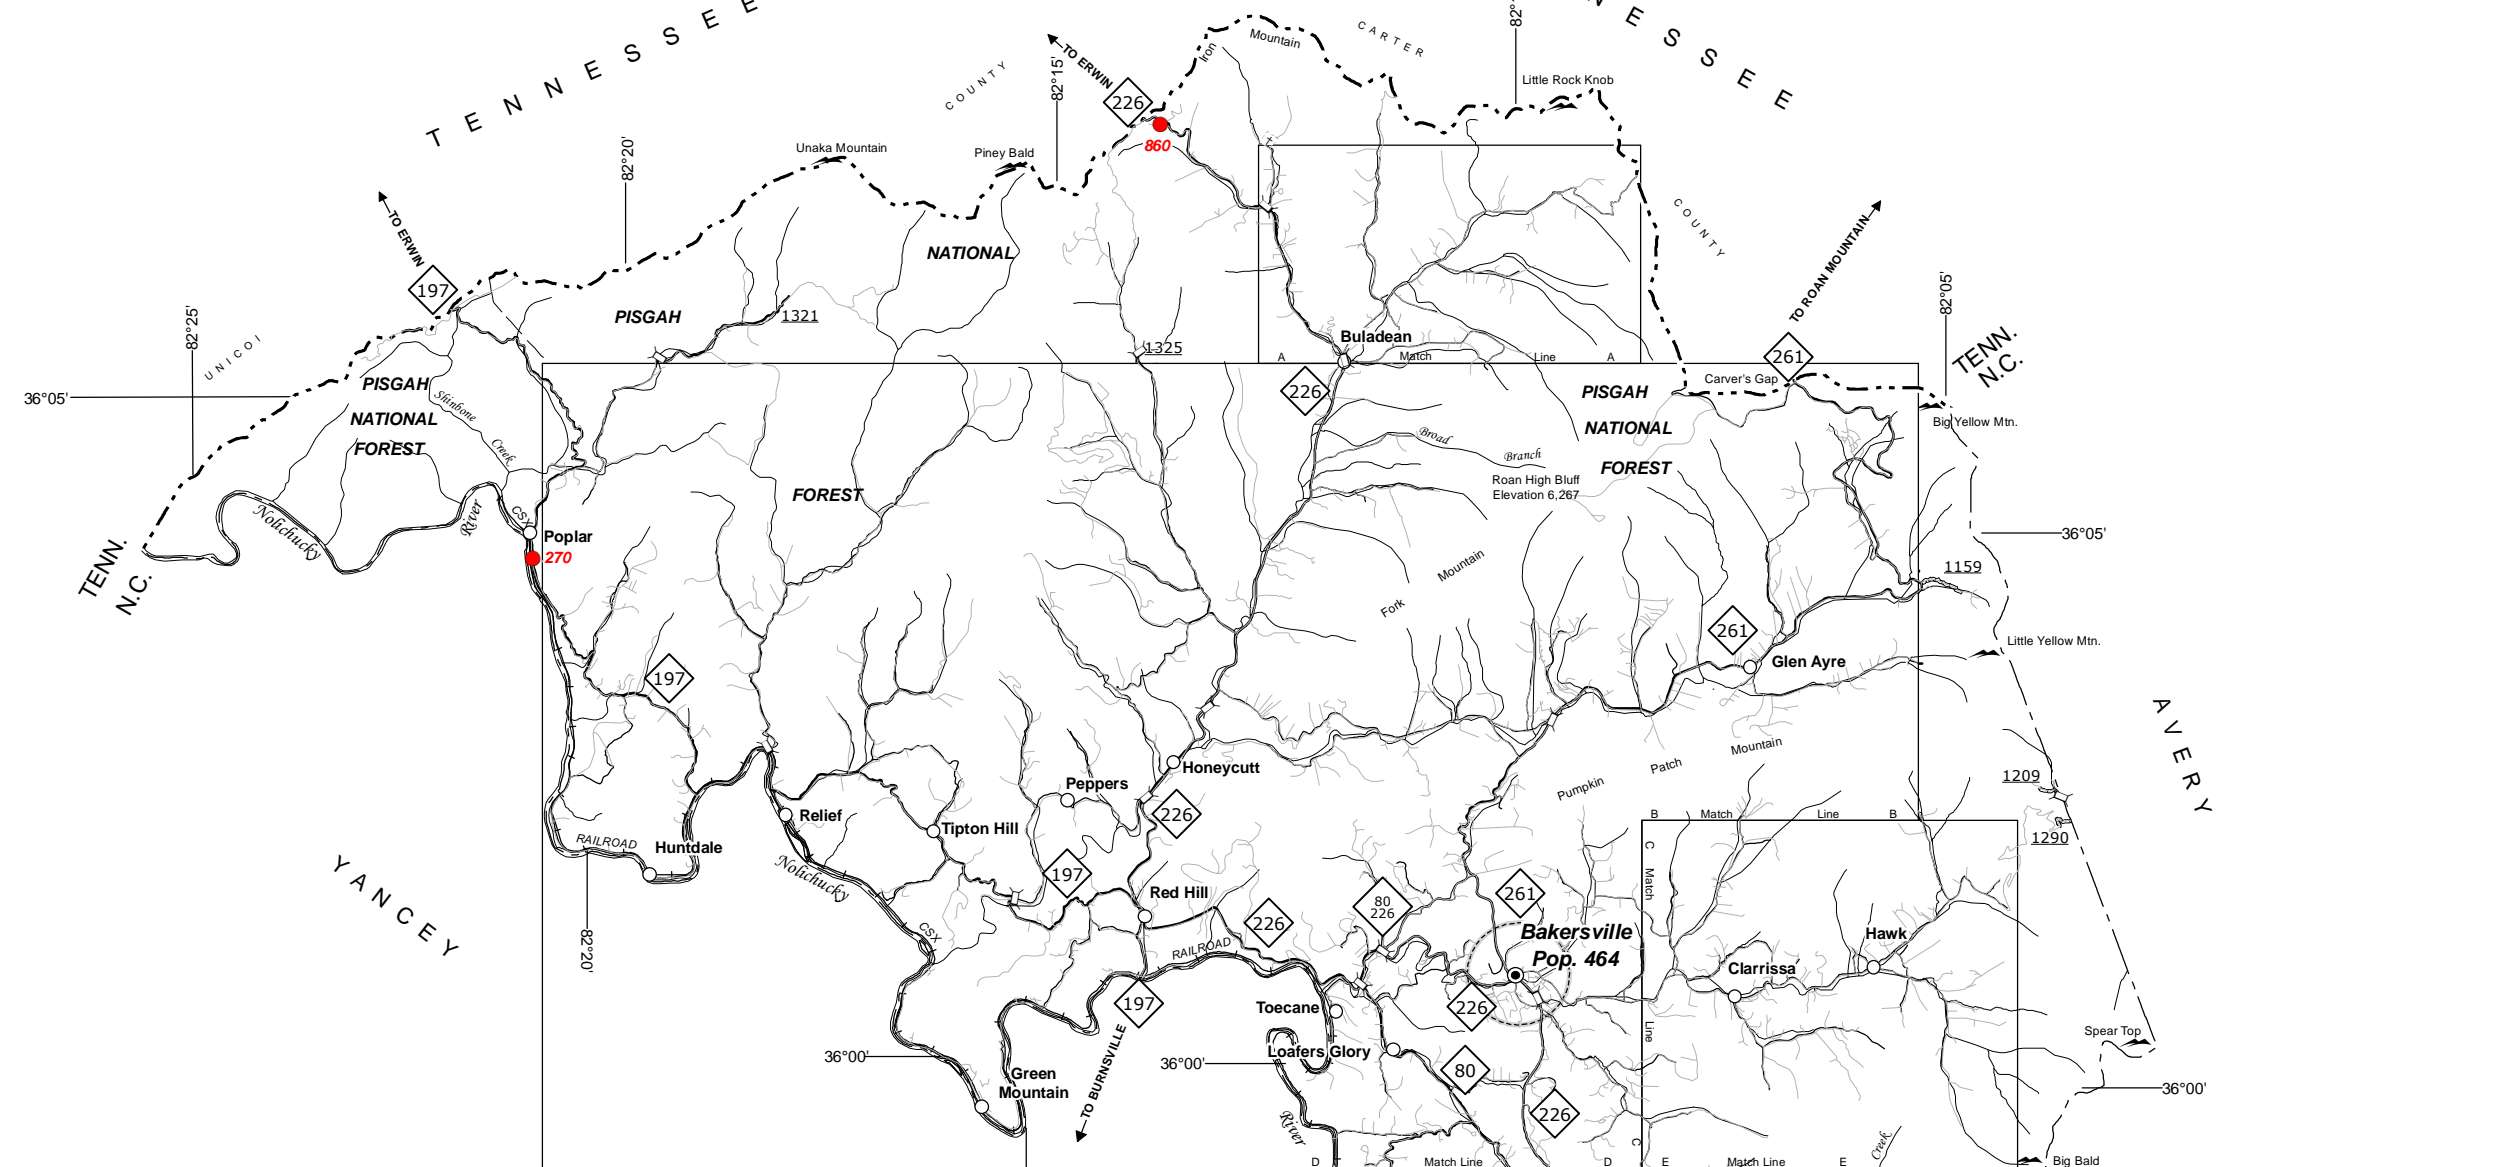 TENNESSEE
NNESSEE
82°
CARTER
Mountain
Iron
TO ERWIN
COUNTY
82°15'
Little Rock Knob
226
860
Unaka Mountain
Piney Bald
82°20'
TO ERWIN
197
NATIONAL
COUNTY
TO ROAN MOUNTAIN
82°05'
82°25'
UNICOI
PISGAH
1321
1325
Buladean
A
Match
Line
A
261
TENN.
N.C.
PISGAH
Shinbone
Creek
36°05'
NATIONAL
FOREST
226
PISGAH
Carver's Gap
NATIONAL
FOREST
Big Yellow Mtn.
Broad
Branch
Roan High Bluff
Elevation 6,267
FOREST
Nolichucky
River
CSX
Poplar
270
TENN.
N.C.
36°05'
Mountain
Fork
1159
261
Little Yellow Mtn.
Glen Ayre
197
AVERY
Mountain
Patch
Pumpkin
Honeycutt
Peppers
226
1209
1290
Relief
Tipton Hill
RAILROAD
Huntdale
Nolichucky
B
Match
Line
B
C
Match
Line
C
YANCEY
197
Red Hill
226
80
226
261
Bakersville
Pop. 464
Hawk
Clarrissa
CSX
RAILROAD
82°20'
197
TO BURNSVILLE
Toecane
226
Loafers Glory
36°00'
36°00'
80
Green
Mountain
226
Spear Top
36°00'
River
Creek
D
Match Line
D
E
Match Line
E
Big Bald